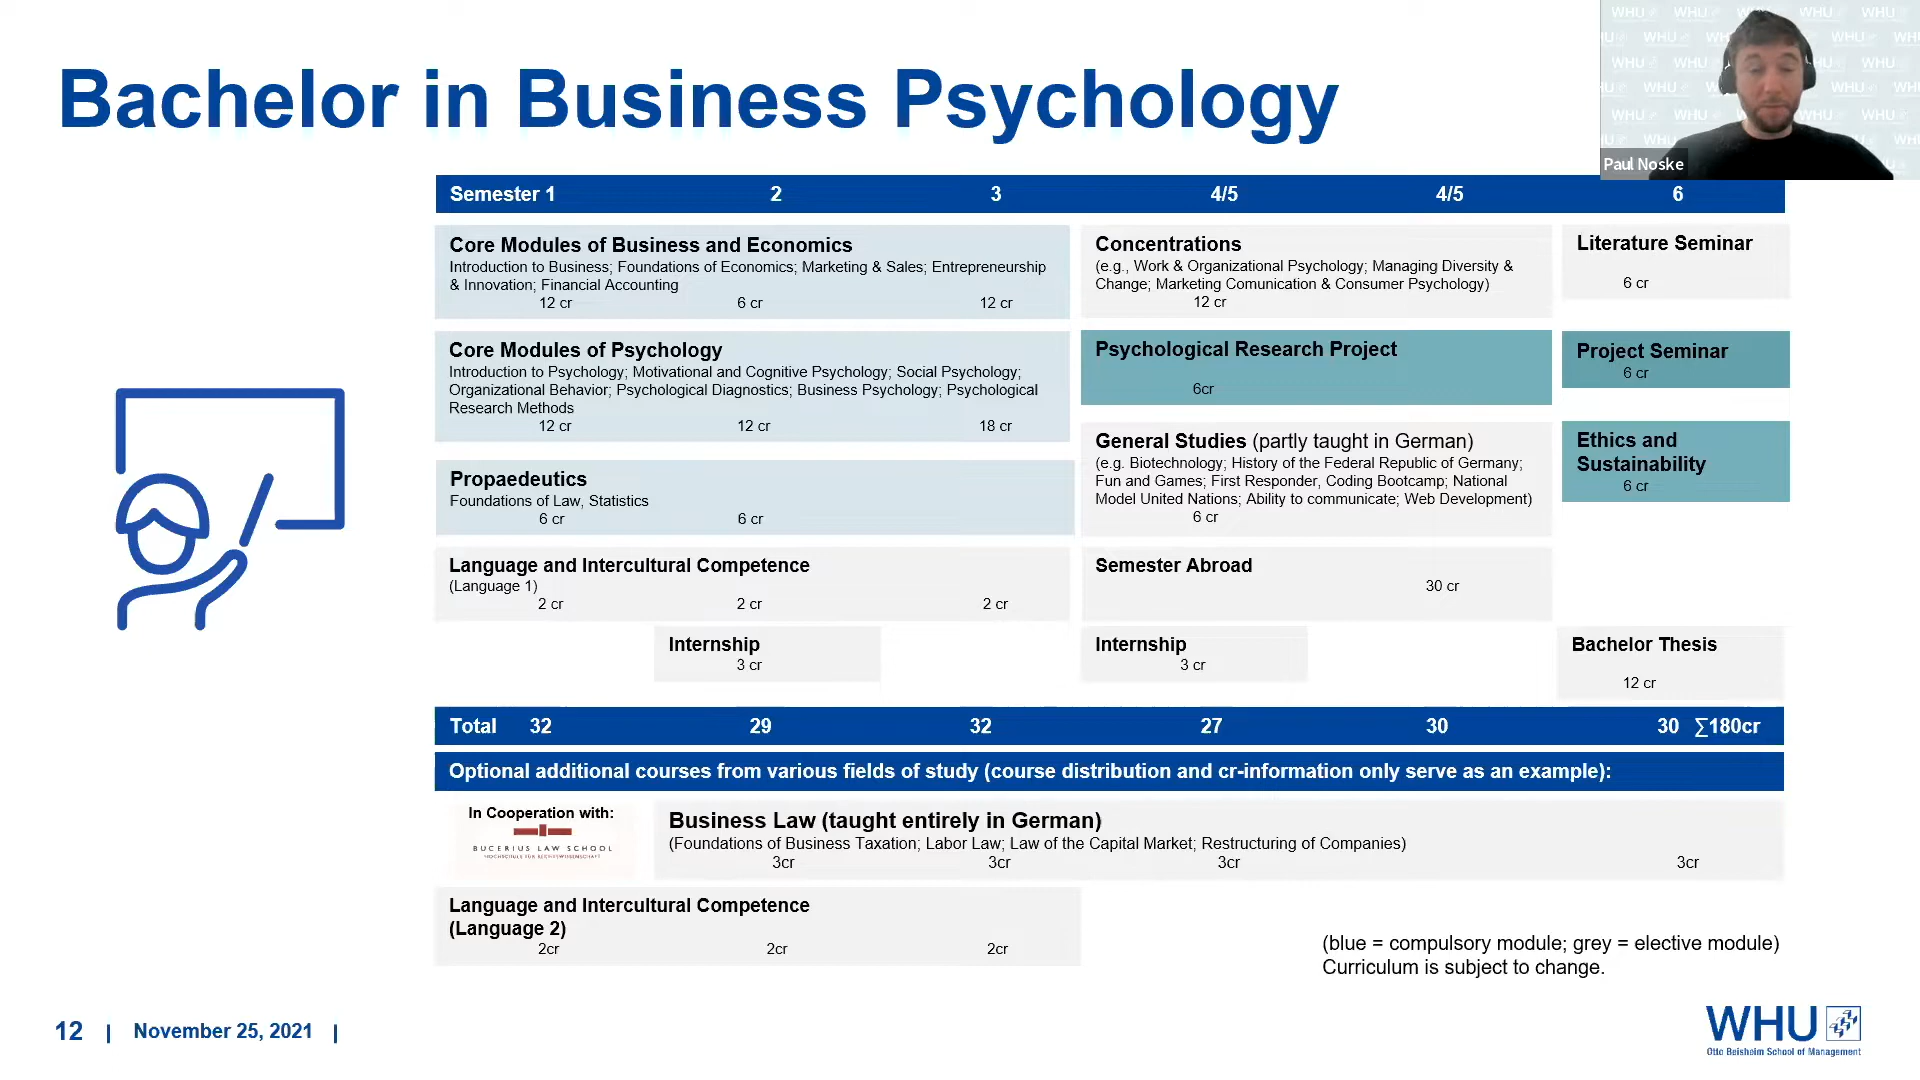 Bachelor in Business Psychology
WHU WHU WHU WHU
Paul Noske
Semester 1 2 3 4/5 4/5 6
Core Modules of Business and Economics
Introduction to Business; Foundations of Economics; Marketing & Sales; Entrepreneurship
& Innovation; Financial Accounting
12 cr 6 cr 12 cr
Concentrations
(e.g., Work & Organizational Psychology; Managing Diversity &
Change; Marketing Comunication & Consumer Psychology)
12 cr
Literature Seminar
6 cr
Core Modules of Psychology
Introduction to Psychology; Motivational and Cognitive Psychology; Social Psychology;
Organizational Behavior; Psychological Diagnostics; Business Psychology; Psychological
Research Methods
12 cr 12 cr 18 cr
Psychological Research Project
6cr
Project Seminar
6 cr
General Studies (partly taught in German)
(e.g. Biotechnology; History of the Federal Republic of Germany;
Fun and Games; First Responder, Coding Bootcamp; National
Model United Nations; Ability to communicate; Web Development)
6 cr
Ethics and
Sustainability
6 cr
Propaedeutics
Foundations of Law, Statistics
6 cr 6 cr
Language and Intercultural Competence
(Language 1)
2 cr 2 cr 2 cr
Semester Abroad
30 cr
Internship
3 cr
Internship
3 cr
Bachelor Thesis
12 cr
Total 32 29 32 27 30 30 ∑180cr
Optional additional courses from various fields of study (course distribution and cr-information only serve as an example):
In Cooperation with:
BUCERIUS LAW SCHOOL
HOCHSCHULE FÜR RECHTSWISSENSCHAFT
Business Law (taught entirely in German)
(Foundations of Business Taxation; Labor Law; Law of the Capital Market; Restructuring of Companies)
3cr 3cr 3cr 3cr
Language and Intercultural Competence
(Language 2)
2cr 2cr 2cr
(blue = compulsory module; grey = elective module)
Curriculum is subject to change.
12 | November 25, 2021 |
WHU
Otto Beisheim School of Management